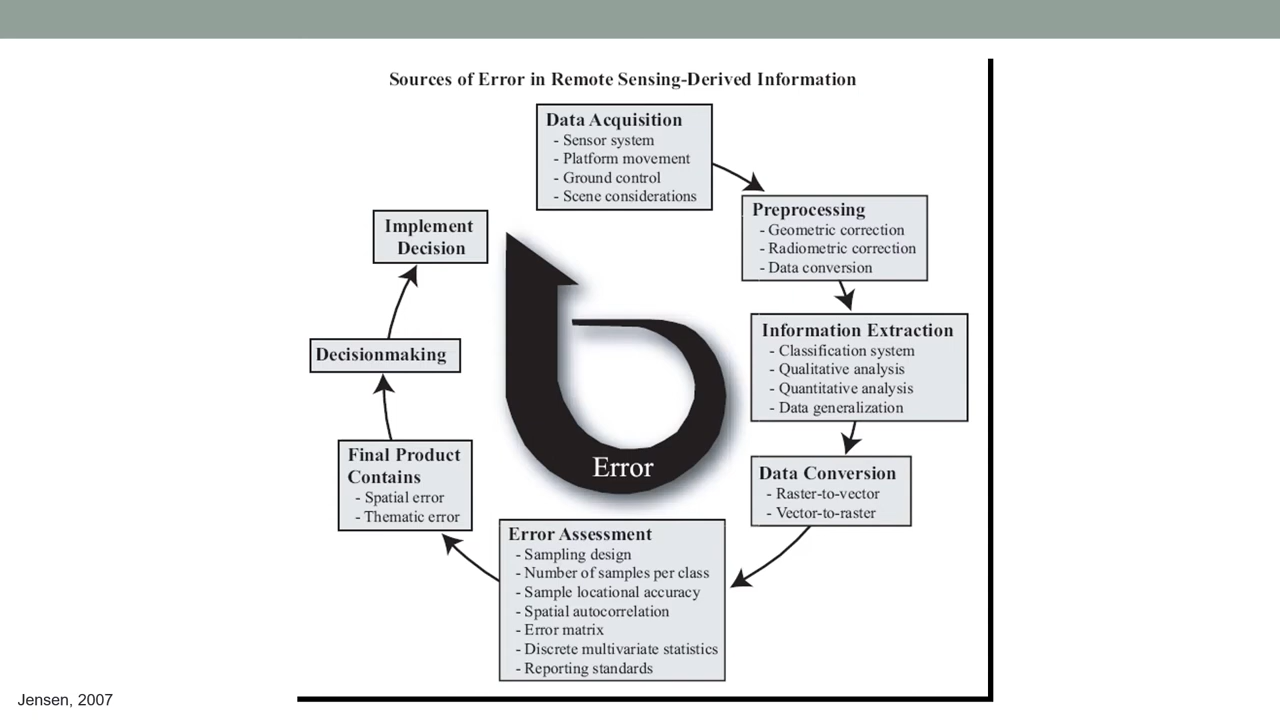 Sources of Error in Remote Sensing-Derived Information
Data Acquisition
- Sensor system
- Platform movement
- Ground control
- Scene considerations
Preprocessing
- Geometric correction
- Radiometric correction
- Data conversion
Information Extraction
- Classification system
- Qualitative analysis
- Quantitative analysis
- Data generalization
Data Conversion
- Raster-to-vector
- Vector-to-raster
Error Assessment
- Sampling design
- Number of samples per class
- Sample locational accuracy
- Spatial autocorrelation
- Error matrix
- Discrete multivariate statistics
- Reporting standards
Final Product
Contains
- Spatial error
- Thematic error
Decisionmaking
Implement
Decision
Error
Jensen, 2007